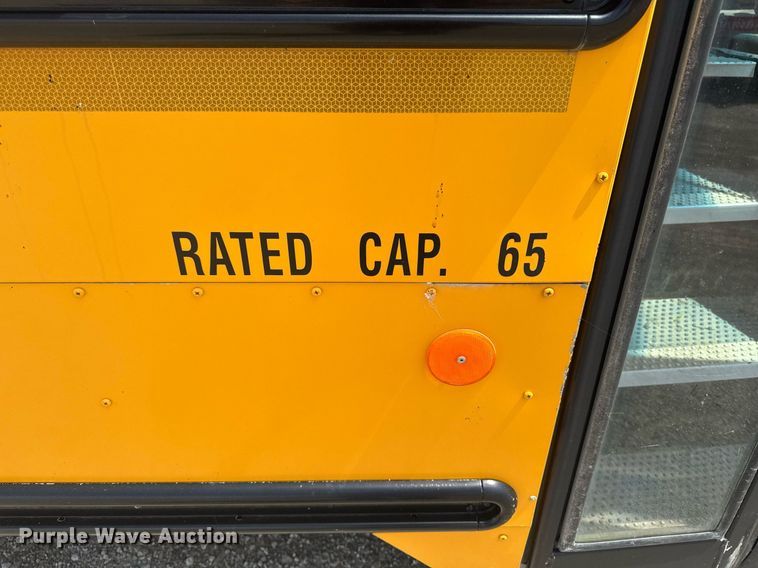 RATED CAP. 65
Purple Wave Auction